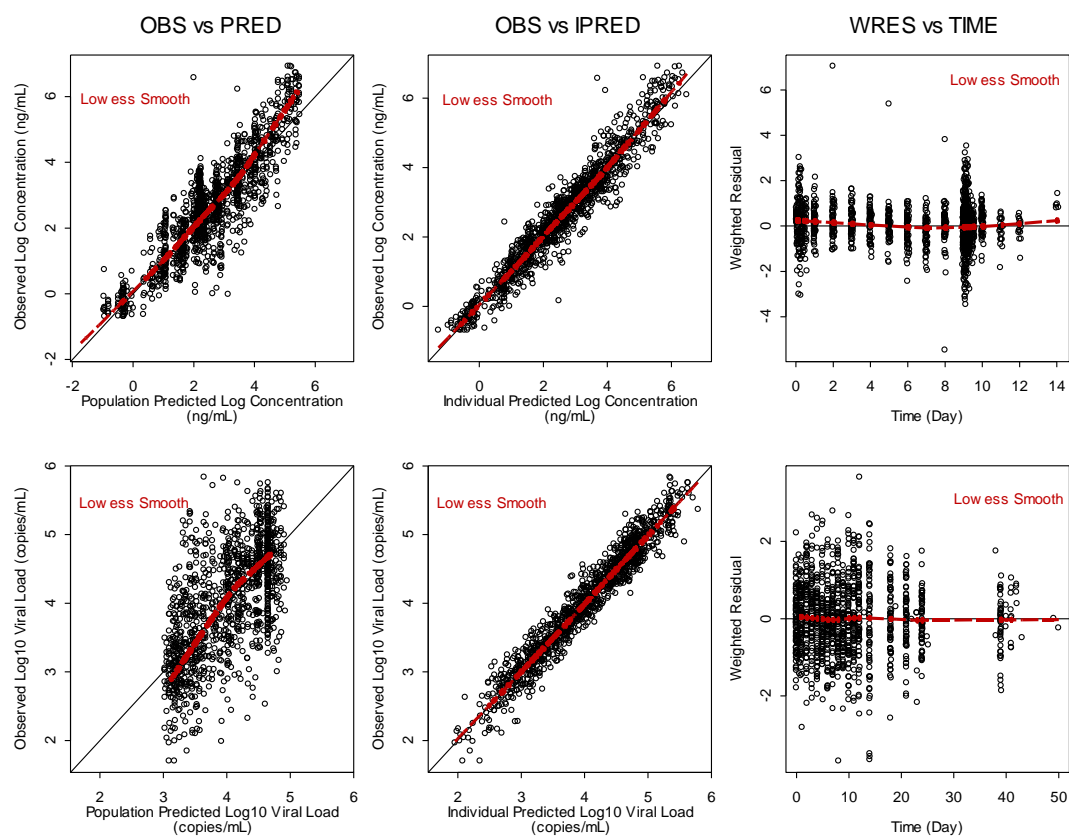 OBS vs PRED
OBS vs IPRED
WRES vs TIME
Observed Log Concentration (ng/mL)
6
4
2
0
-2
Low ess Smooth
-2
0
2
4
6
Population Predicted Log Concentration
(ng/mL)
Observed Log Concentration (ng/mL)
6
4
2
0
Low ess Smooth
0
2
4
6
Individual Predicted Log Concentration
(ng/mL)
Weighted Residual
6
4
2
0
-2
-4
Low ess Smooth
0
2
4
6
8
10
12
14
Time (Day)
Observed Log10 Viral Load (copies/mL)
6
5
4
3
2
Low ess Smooth
2
3
4
5
6
Population Predicted Log10 Viral Load
(copies/mL)
Observed Log10 Viral Load (copies/mL)
6
5
4
3
2
Low ess Smooth
2
3
4
5
6
Individual Predicted Log10 Viral Load
(copies/mL)
Weighted Residual
2
0
-2
Low ess Smooth
0
10
20
30
40
50
Time (Day)